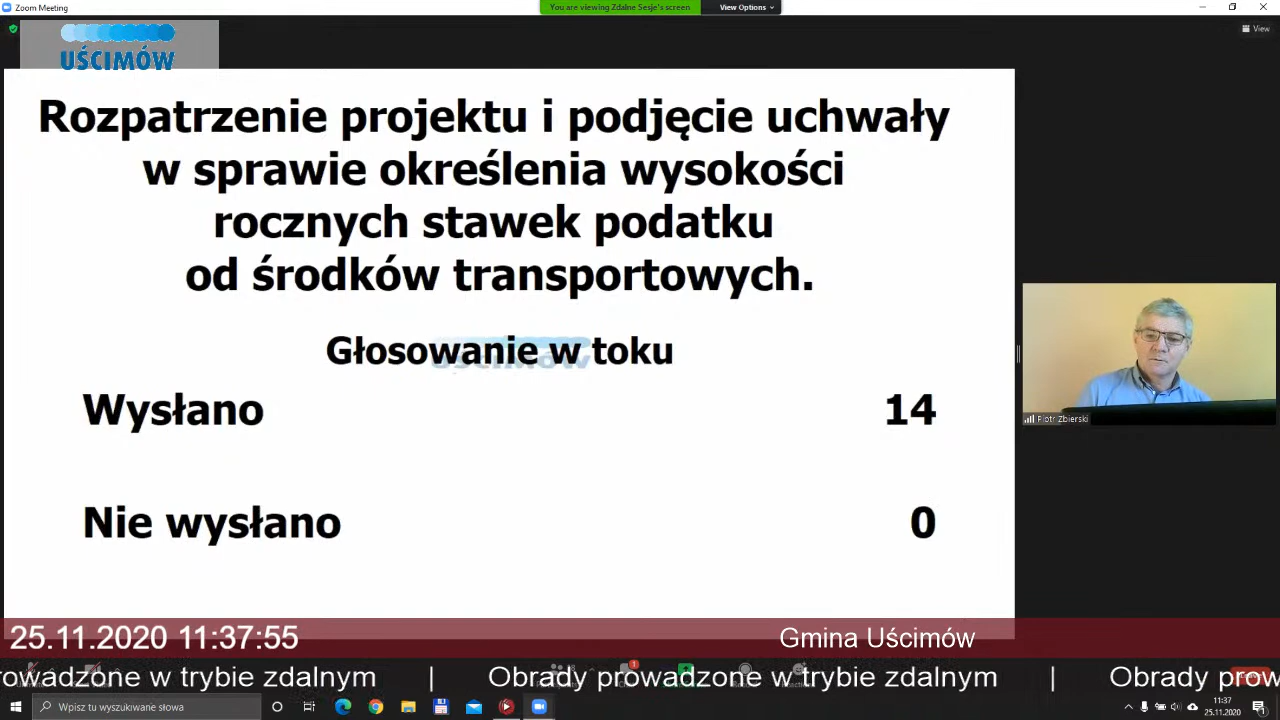 Zoom Meeting
You are viewing Zdalne Sesje's screen
View Options
View
UŚCIMÓW
Rozpatrzenie projektu i podjęcie uchwały
w sprawie określenia wysokości
rocznych stawek podatku
od środków transportowych.
Głosowanie w toku
UŚCIMÓW
Wysłano 14
Nie wysłano 0
Piotr Zbierski
25.11.2020 11:37:55 Gmina Uścimów
rowadzone w trybie zdalnym | Obrady prowadzone w trybie zdalnym | Obrady prow
Wpisz tu wyszukiwane słowa
11:37
25.11.2020